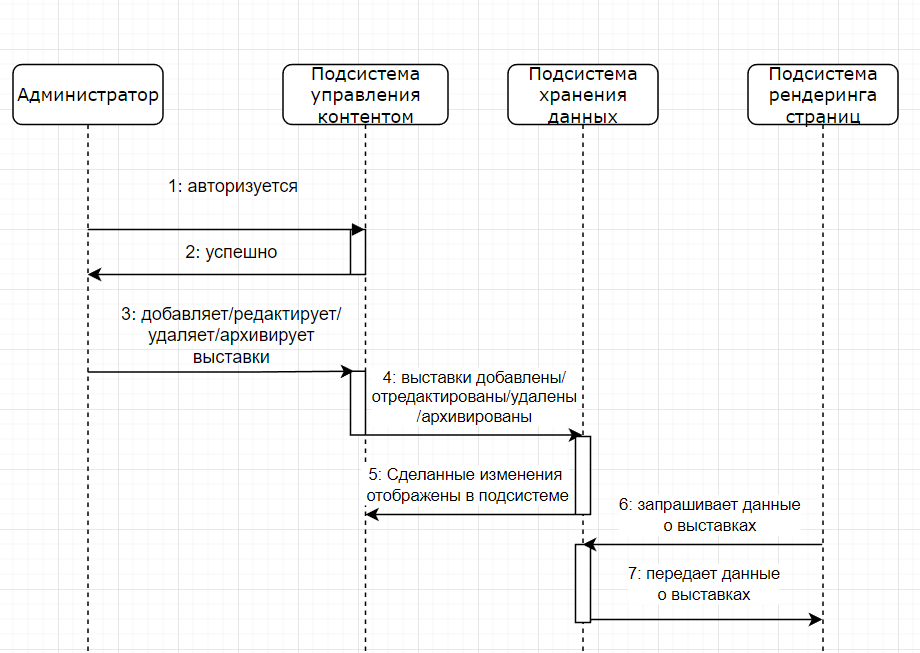 Администратор
Подсистема
управления
контентом
Подсистема
хранения
данных
Подсистема
рендеринга
страниц
1: авторизуется
2: успешно
3: добавляет/редактирует/
удаляет/архивирует
выставки
4: выставки добавлены/
отредактированы/удалены
/архивированы
5: Сделанные изменения
отображены в подсистеме
6: запрашивает данные
о выставках
7: передает данные
о выставках